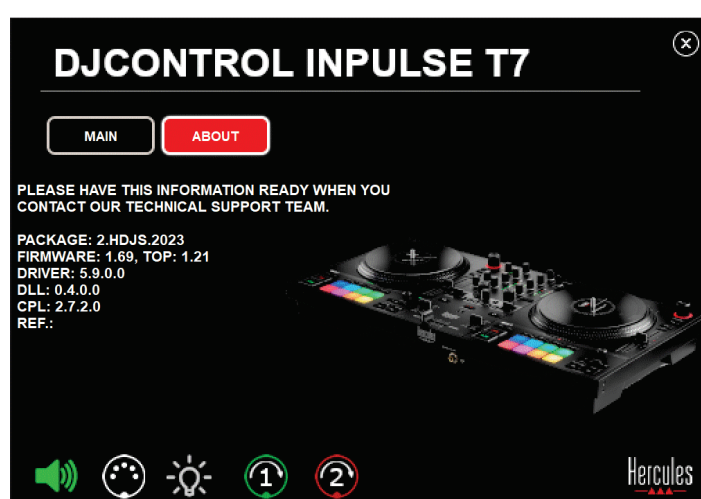 DJCONTROL INPULSE T7
MAIN
ABOUT
PLEASE HAVE THIS INFORMATION READY WHEN YOU
CONTACT OUR TECHNICAL SUPPORT TEAM.
PACKAGE: 2.HDJS.2023
FIRMWARE: 1.69, TOP: 1.21
DRIVER: 5.9.0.0
DLL: 0.4.0.0
CPL: 2.7.2.0
REF.:
1
2
Hercules